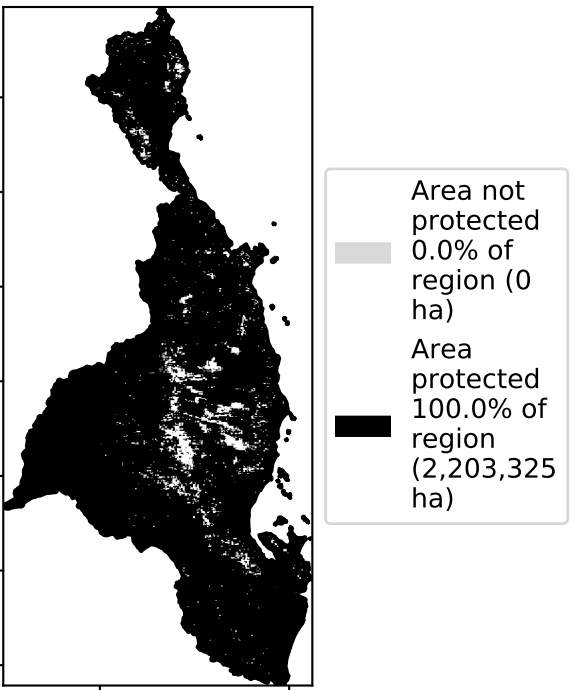 Area not
protected
0.0% of
region (0
ha)
Area
protected
100.0% of
region
(2,203,325
ha)